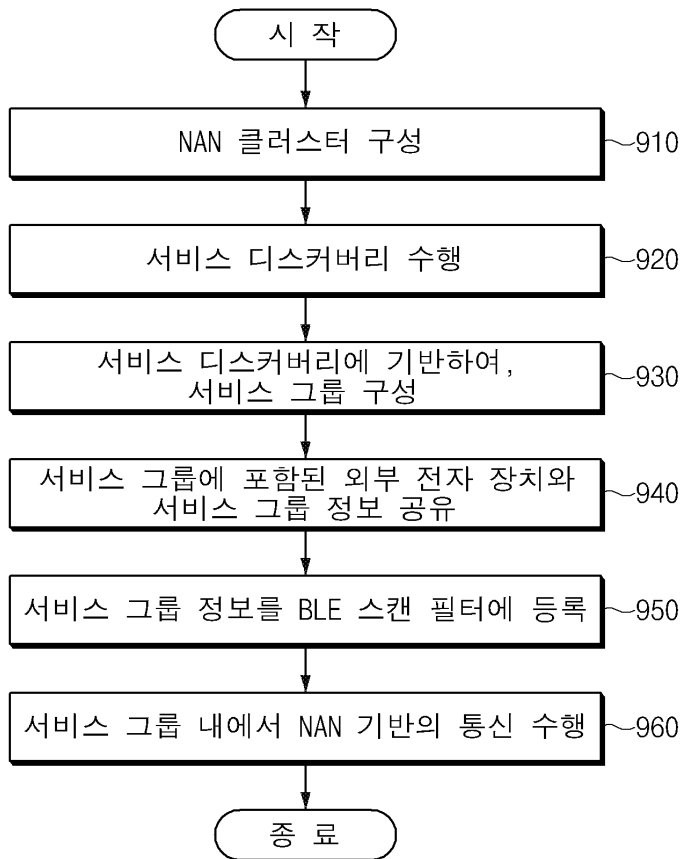 시 작
NAN 클러스터 구성
910
서비스 디스커버리 수행
920
서비스 디스커버리에 기반하여,
서비스 그룹 구성
930
서비스 그룹에 포함된 외부 전자 장치와
서비스 그룹 정보 공유
940
서비스 그룹 정보를 BLE 스캔 필터에 등록
950
서비스 그룹 내에서 NAN 기반의 통신 수행
960
종 료